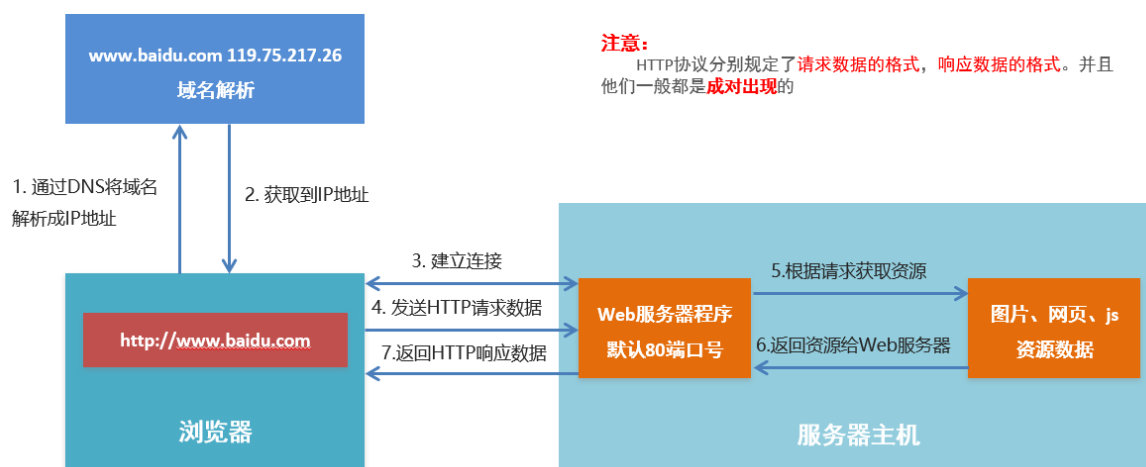 www.baidu.com 119.75.217.26
域名解析
注意：
HTTP协议分别规定了请求数据的格式，响应数据的格式。并且
他们一般都是成对出现的
1. 通过DNS将域名
解析成IP地址
2. 获取到IP地址
3. 建立连接
4. 发送HTTP请求数据
7.返回HTTP响应数据
http://www.baidu.com
浏览器
Web服务器程序
默认80端口号
5.根据请求获取资源
6.返回资源给Web服务器
图片、网页、js
资源数据
服务器主机